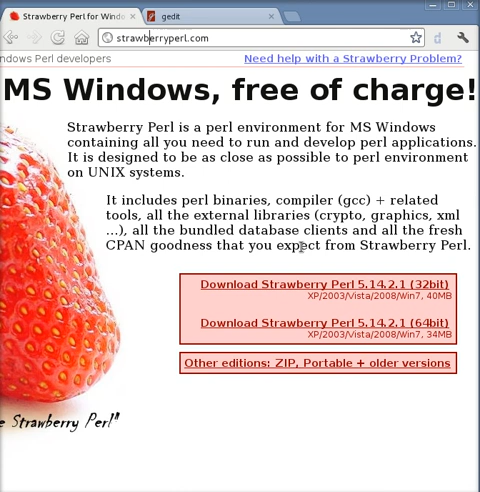 Strawberry Perl for Windo
gedit
strawberryperl.com
ndows Perl developers
Need help with a Strawberry Problem?
MS Windows, free of charge!
Strawberry Perl is a perl environment for MS Windows
containing all you need to run and develop perl applications.
It is designed to be as close as possible to perl environment
on UNIX systems.
It includes perl binaries, compiler (gcc) + related
tools, all the external libraries (crypto, graphics, xml
...), all the bundled database clients and all the fresh
CPAN goodness that you expect from Strawberry Perl.
Download Strawberry Perl 5.14.2.1 (32bit)
XP/2003/Vista/2008/Win7, 40MB
Download Strawberry Perl 5.14.2.1 (64bit)
XP/2003/Vista/2008/Win7, 34MB
Other editions: ZIP, Portable + older versions
e Strawberry Perl"